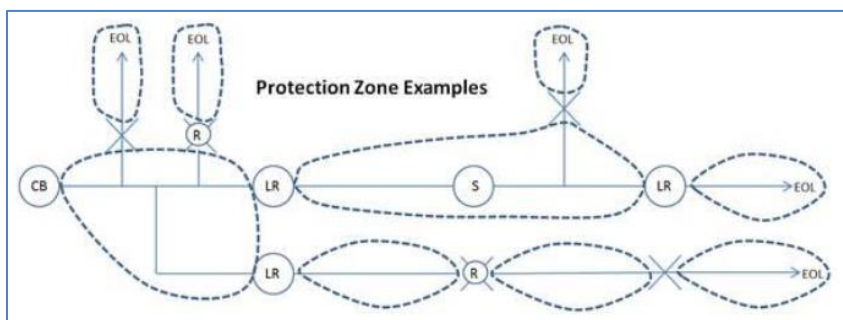 EOL
EOL
EOL
Protection Zone Examples
R
CB
LR
S
LR
EOL
LR
R
EOL